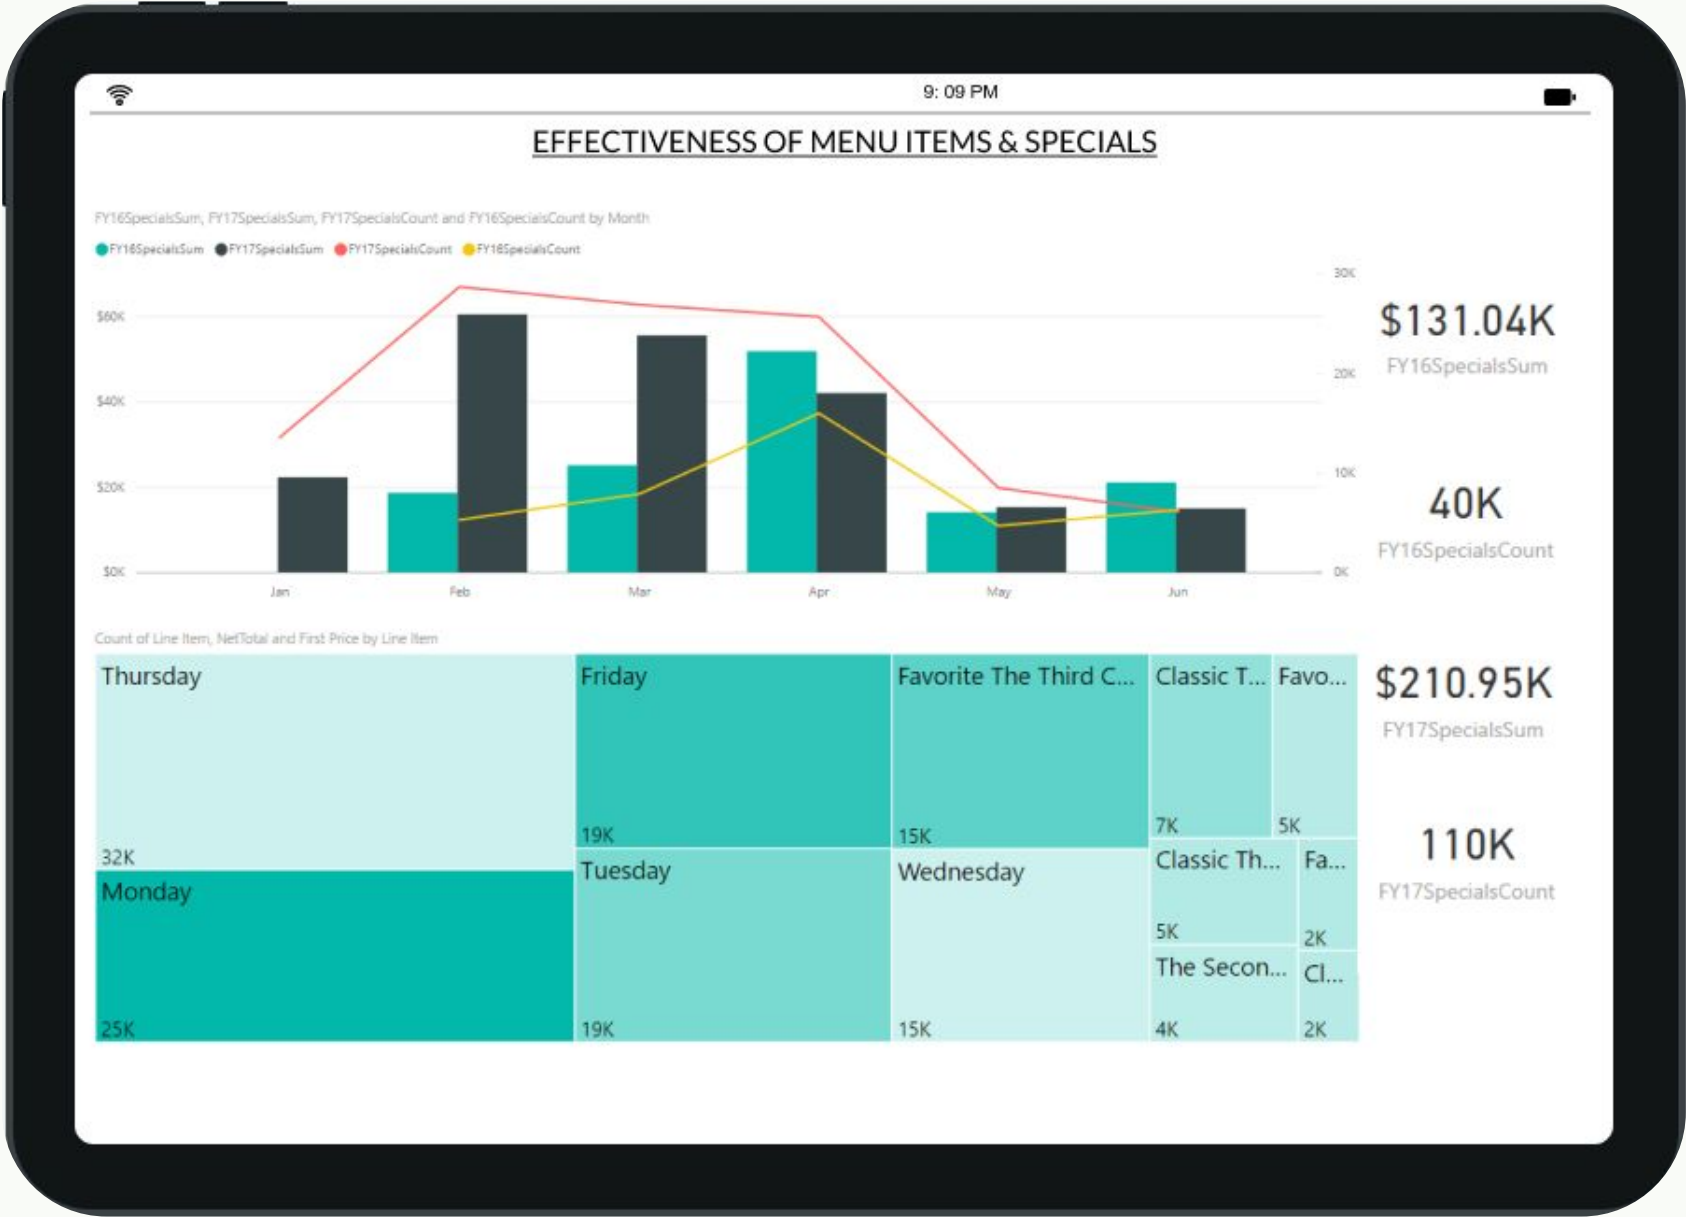 9: 09 PM
EFFECTIVENESS OF MENU ITEMS & SPECIALS
FY16SpecialsSum, FY17SpecialsSum, FY17SpecialsCount and FY16SpecialsCount by Month
FY16SpecialsSum FY17SpecialsSum FY17SpecialsCount FY16SpecialsCount
30K
$60K
20K
$40K
10K
$20K
$0K
0K
Jan Feb Mar Apr May Jun
$131.04K
FY16SpecialsSum
40K
FY16SpecialsCount
Count of Line Item, NetTotal and First Price by Line Item
Thursday
32K
Monday
25K
Friday
19K
Tuesday
19K
Favorite The Third C...
15K
Wednesday
15K
Classic T...
7K
Favo...
5K
Classic Th...
5K
Fa...
2K
The Secon...
4K
Cl...
2K
$210.95K
FY17SpecialsSum
110K
FY17SpecialsCount